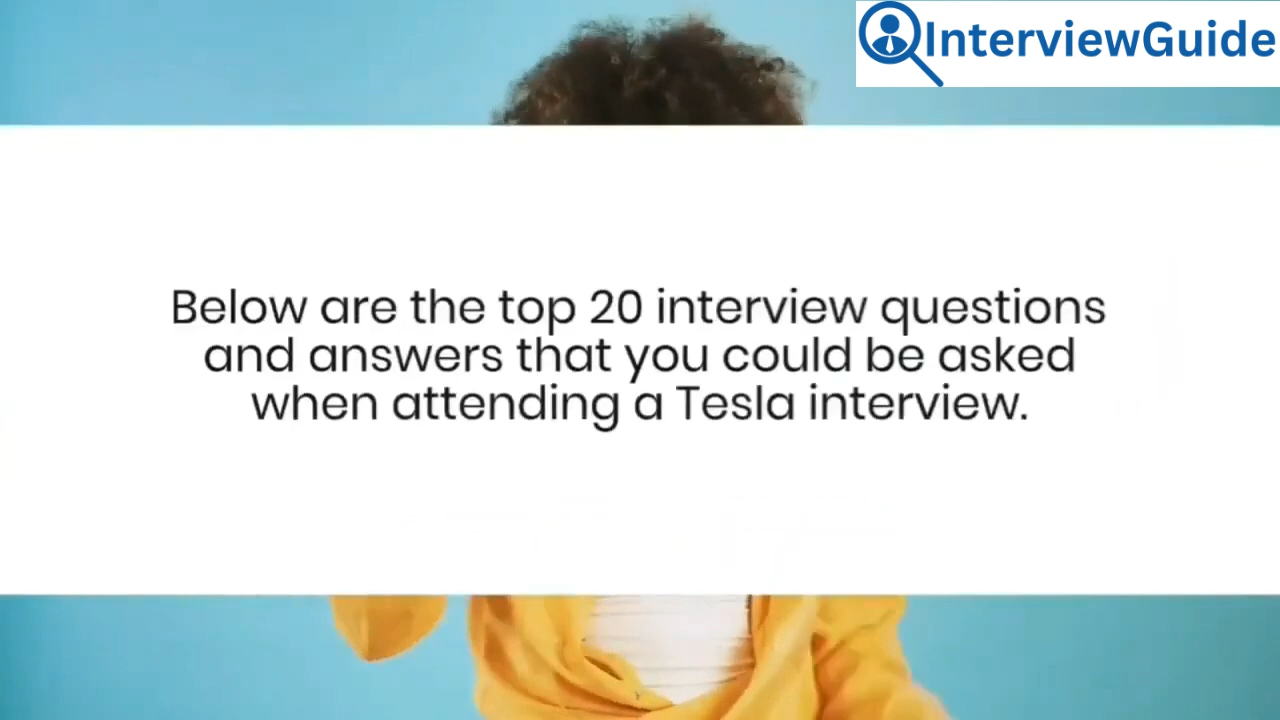 InterviewGuide
Below are the top 20 interview questions
and answers that you could be asked
when attending a Tesla interview.